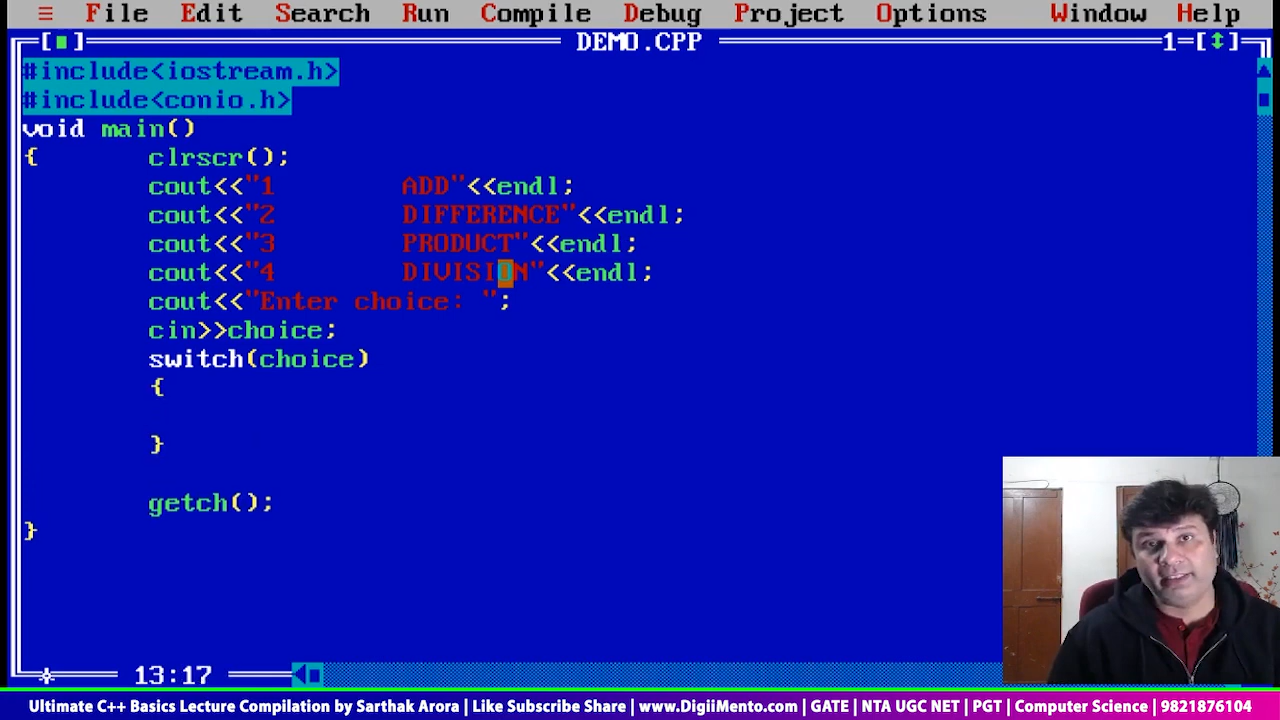 ≡ File Edit Search Run Compile Debug Project Options Window Help
[■] DEMO.CPP 1=[↕]
#include<iostream.h>
#include<conio.h>
void main()
{ clrscr();
cout<<"1 ADD"<<endl;
cout<<"2 DIFFERENCE"<<endl;
cout<<"3 PRODUCT"<<endl;
cout<<"4 DIVISION"<<endl;
cout<<"Enter choice: ";
cin>>choice;
switch(choice)
{
}
getch();
}
13:17
Ultimate C++ Basics Lecture Compilation by Sarthak Arora | Like Subscribe Share | www.DigiiMento.com | GATE | NTA UGC NET | PGT | Computer Science | 9821876104